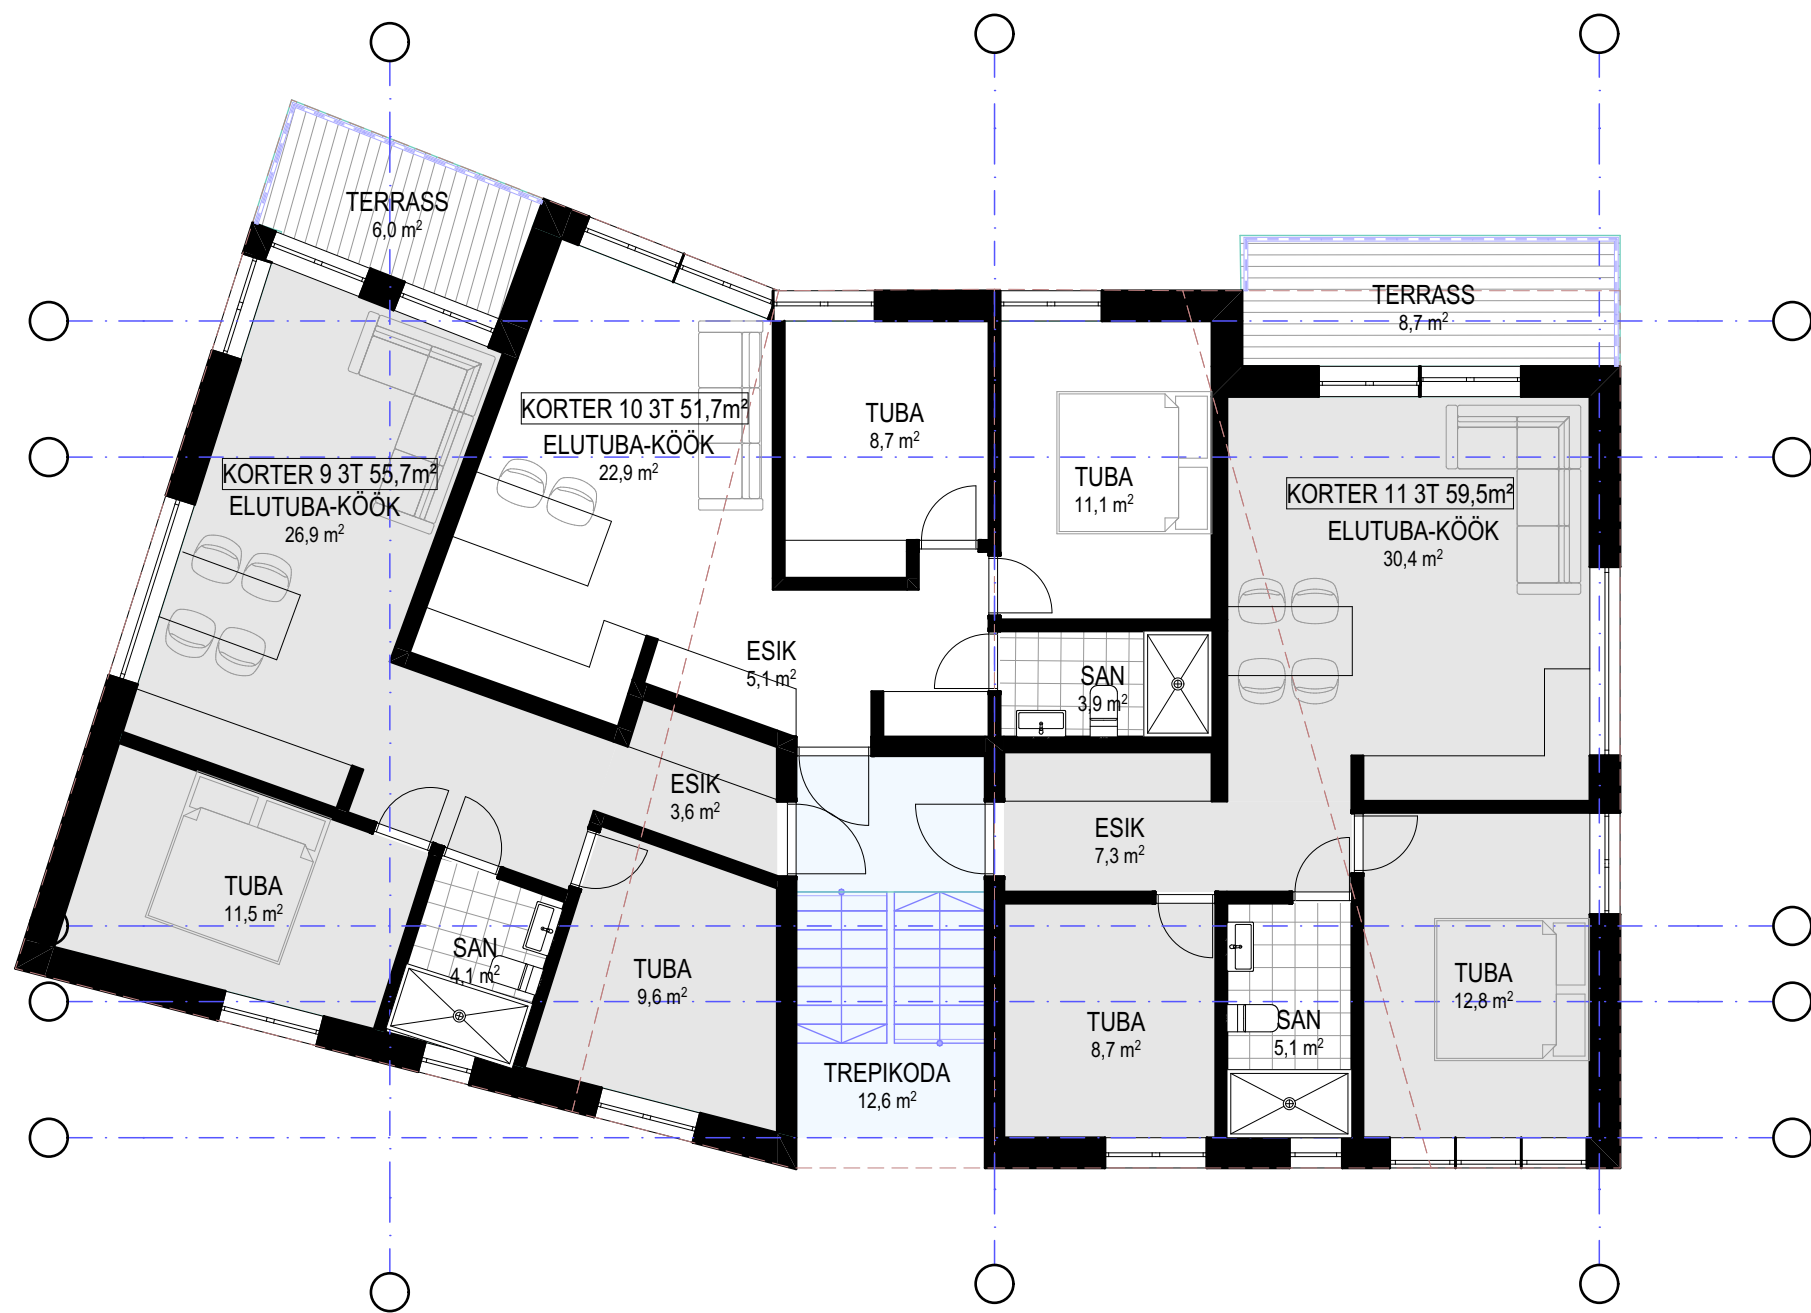 TERRASS
6,0 m²
TERRASS
8,7 m²
KORTER 9 3T 55,7m²
ELUTUBA-KÖÖK
26,9 m²
KORTER 10 3T 51,7m²
ELUTUBA-KÖÖK
22,9 m²
TUBA
8,7 m²
TUBA
11,1 m²
KORTER 11 3T 59,5m²
ELUTUBA-KÖÖK
30,4 m²
ESIK
5,1 m²
SAN
3,9 m²
ESIK
3,6 m²
ESIK
7,3 m²
TUBA
11,5 m²
SAN
4,1 m²
TUBA
9,6 m²
TREPIKODA
12,6 m²
TUBA
8,7 m²
SAN
5,1 m²
TUBA
12,8 m²